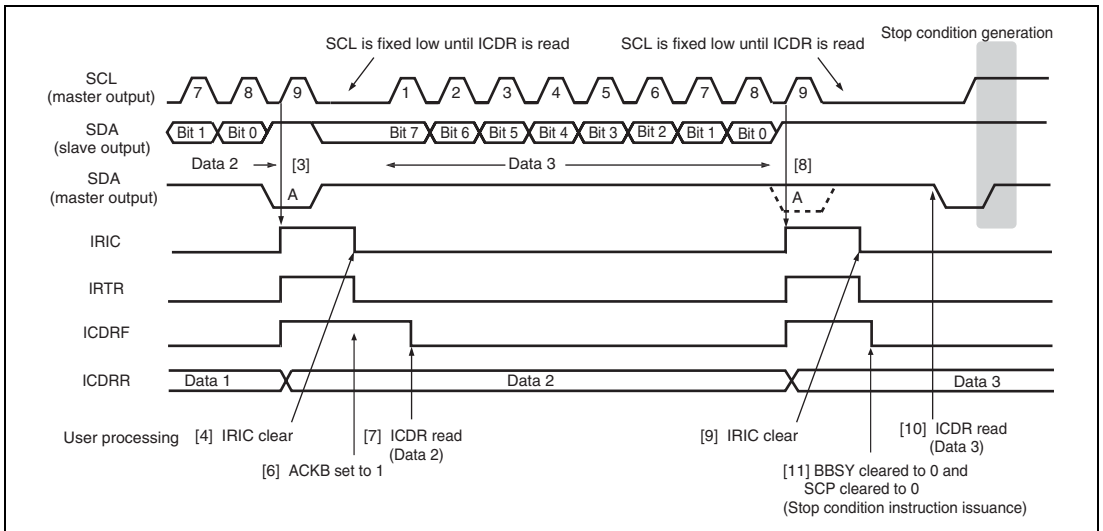 Stop condition generation
SCL is fixed low until ICDR is read
SCL is fixed low until ICDR is read
SCL
(master output)
7 8 9 1 2 3 4 5 6 7 8 9
SDA
(slave output)
Bit 1 Bit 0 Bit 7 Bit 6 Bit 5 Bit 4 Bit 3 Bit 2 Bit 1 Bit 0
Data 2 [3] Data 3 [8]
SDA
(master output)
A A
IRIC
IRTR
ICDRF
ICDRR
Data 1 Data 2 Data 3
User processing
[4] IRIC clear
[7] ICDR read
(Data 2)
[9] IRIC clear
[10] ICDR read
(Data 3)
[6] ACKB set to 1
[11] BBSY cleared to 0 and
SCP cleared to 0
(Stop condition instruction issuance)